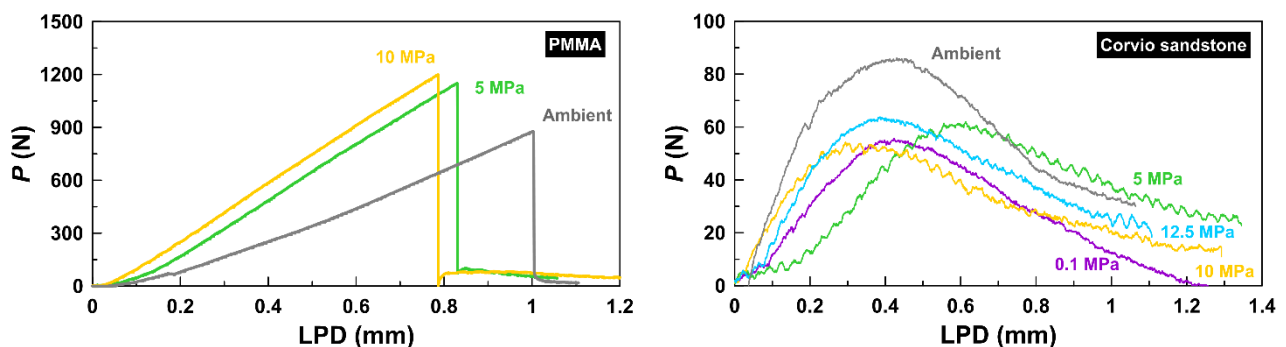 1500
1200
900
600
300
0
P (N)
0
0.2
0.4
0.6
0.8
1
1.2
LPD (mm)
PMMA
10 MPa
5 MPa
Ambient
100
80
60
40
20
0
P (N)
0
0.2
0.4
0.6
0.8
1
1.2
1.4
LPD (mm)
Corvio sandstone
Ambient
5 MPa
12.5 MPa
10 MPa
0.1 MPa